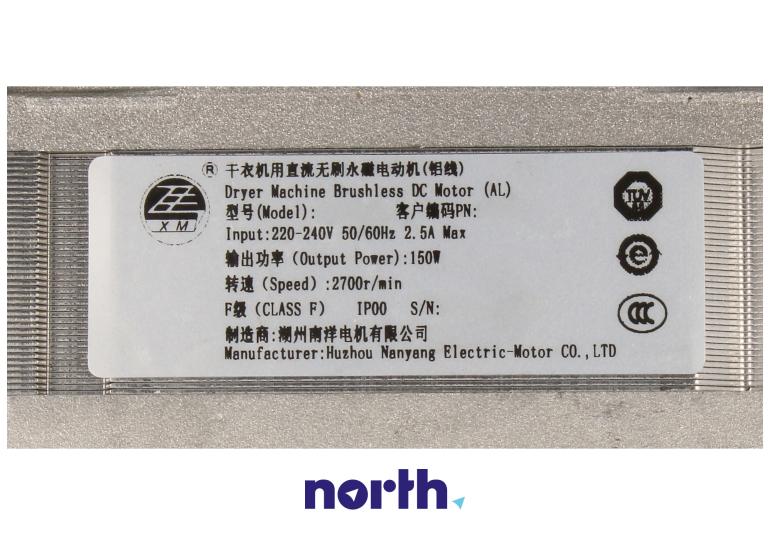 XM ®
干衣机用直流无刷永磁电动机(铝线)
Dryer Machine Brushless DC Motor (AL)
型号(Model): 客户编码PN:
Input:220-240V 50/60Hz 2.5A Max
输出功率 (Output Power):150W
转速 (Speed) :2700r/min
F级 (CLASS F) IP00 S/N:
制造商:湖州南洋电机有限公司
Manufacturer:Huzhou Nanyang Electric-Motor CO.,LTD
TÜV
e
CCC
north